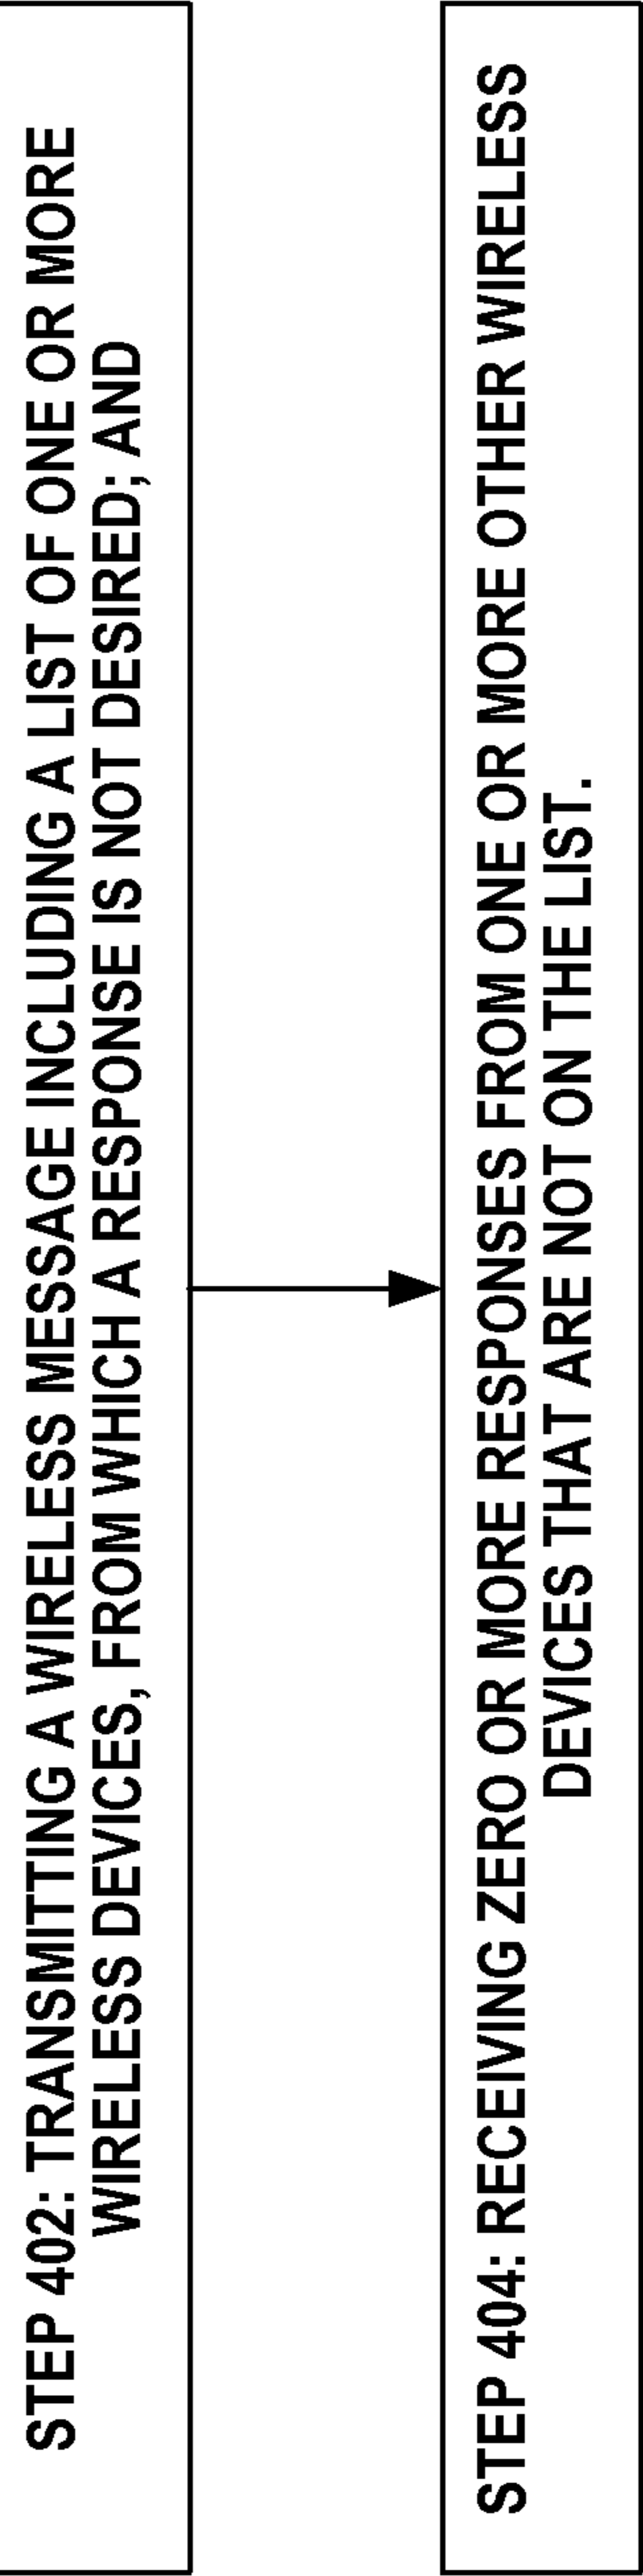 STEP 402: TRANSMITTING A WIRELESS MESSAGE INCLUDING A LIST OF ONE OR MORE
WIRELESS DEVICES, FROM WHICH A RESPONSE IS NOT DESIRED; AND
STEP 404: RECEIVING ZERO OR MORE RESPONSES FROM ONE OR MORE OTHER WIRELESS
DEVICES THAT ARE NOT ON THE LIST.